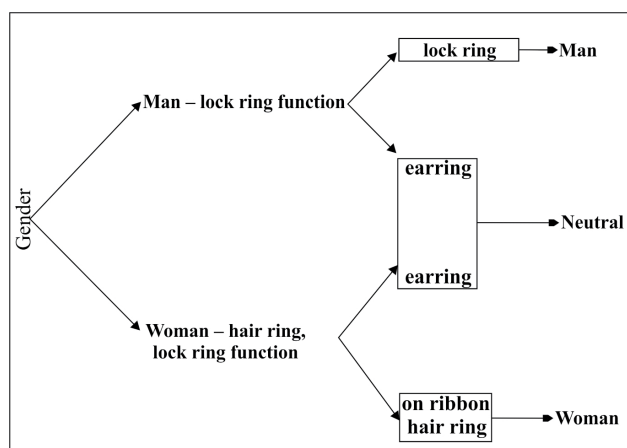 lock ring
Man
Man – lock ring function
earring
Gender
Neutral
earring
Woman – hair ring,
lock ring function
on ribbon
hair ring
Woman